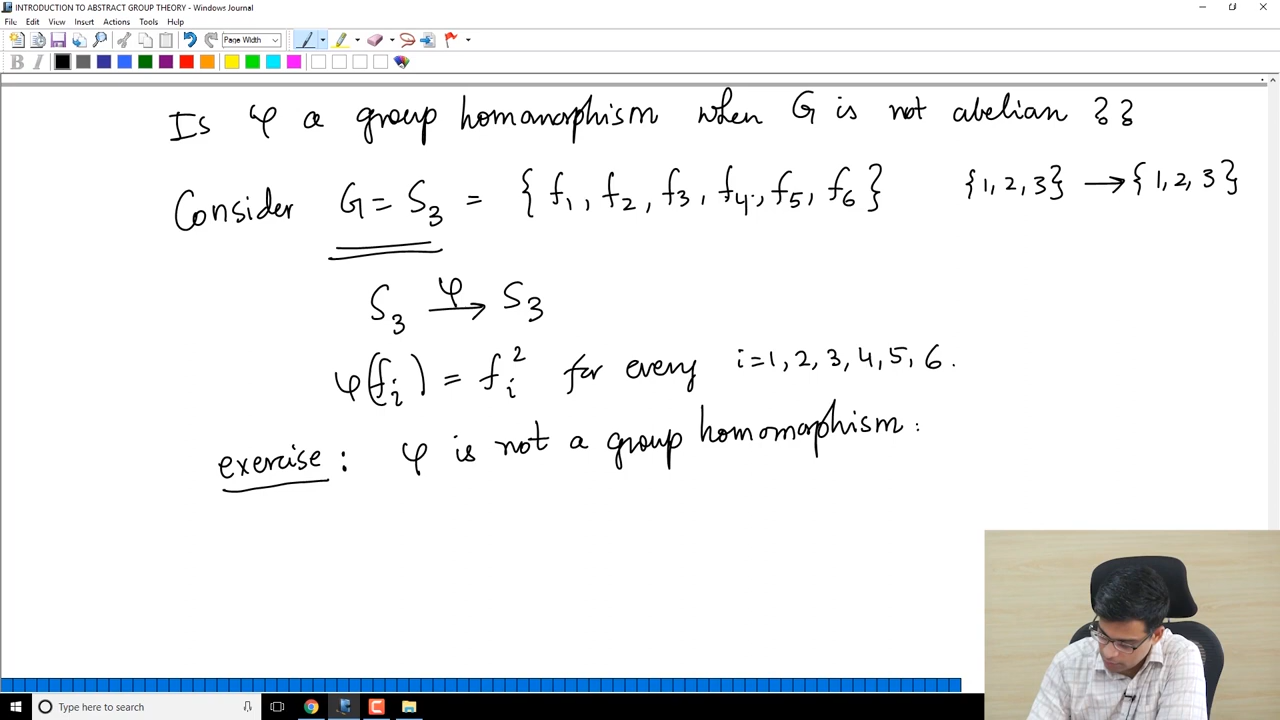 INTRODUCTION TO ABSTRACT GROUP THEORY - Windows Journal
File Edit View Insert Actions Tools Help
Page Width
B I
Is φ a group homomorphism when G is not abelian ??
Consider G = S₃ = { f₁, f₂, f₃, f₄, f₅, f₆ } {1, 2, 3} → {1, 2, 3}
S₃ φ→ S₃
φ(fᵢ) = fᵢ² for every i=1, 2, 3, 4, 5, 6.
exercise: φ is not a group homomorphism.
Type here to search